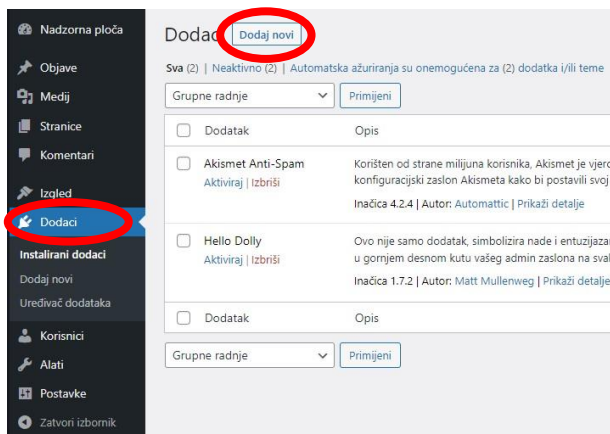 Nadzorna ploča
Objave
Medij
Stranice
Komentari
Izgled
Dodaci
Instalirani dodaci
Dodaj novi
Uređivač dodataka
Korisnici
Alati
Postavke
Zatvori izbornik
Dodaci Dodaj novi
Sva (2) | Neaktivno (2) | Automatska ažuriranja su onemogućena za (2) dodatka i/ili teme
Grupne radnje Primijeni
Dodatak Opis
Akismet Anti-Spam Korišten od strane milijuna korisnika, Akismet je
Aktiviraj | Izbriši konfiguracijski zaslon Akismeta kako bi postavili svoj
Inačica 4.2.4 | Autor: Automattic | Prikaži detalje
Hello Dolly Ovo nije samo dodatak, simbolizira nade i
Aktiviraj | Izbriši u gornjem desnom kutu vašeg admin zaslona na
Inačica 1.7.2 | Autor: Matt Mullenweg | Prikaži detalje
Dodatak Opis
Grupne radnje Primijeni